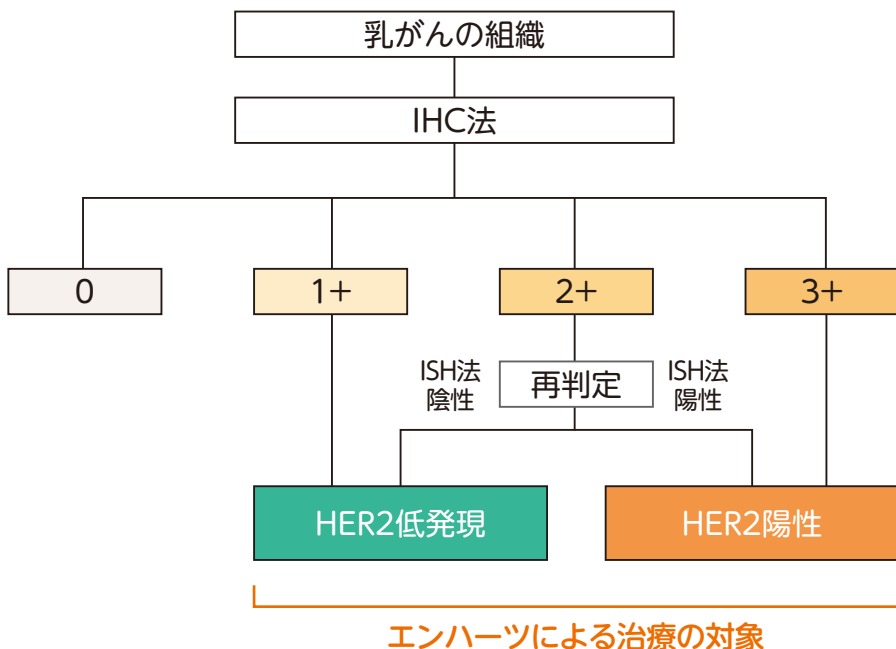 乳がんの組織
IHC法
0
1+
2+
3+
ISH法
陰性
再判定
ISH法
陽性
HER2低発現
HER2陽性
エンハーツによる治療の対象